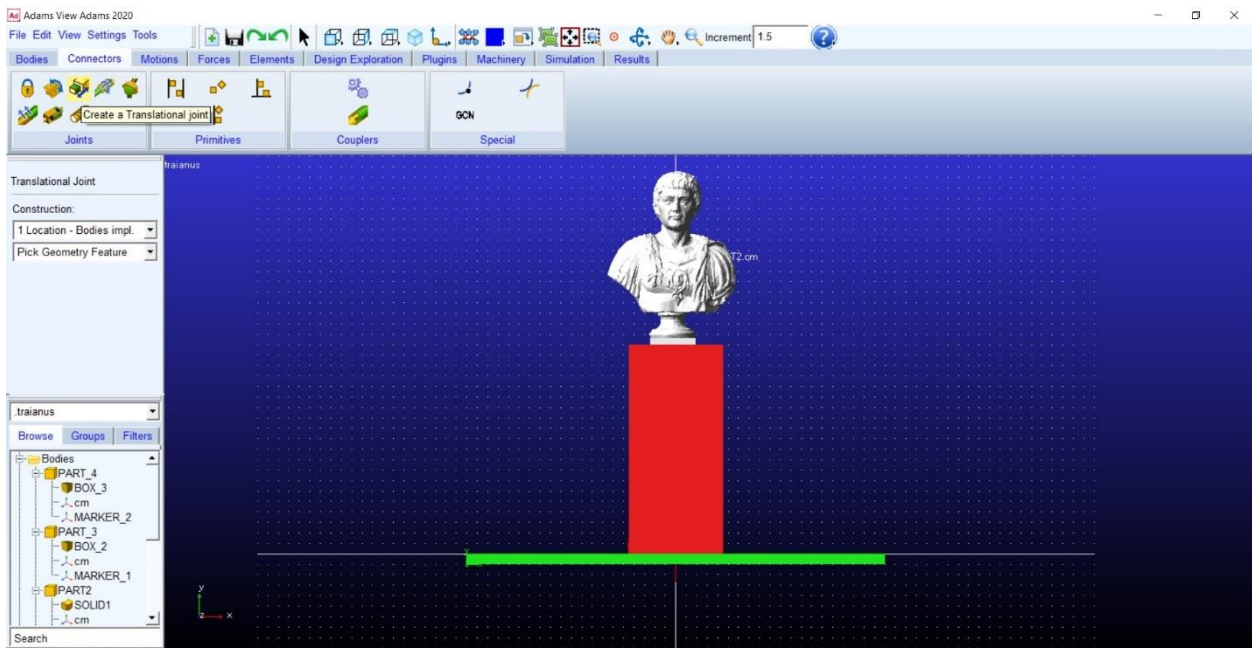 Ad Adams View Adams 2020
File Edit View Settings Tools
Increment 1.5
?
Bodies Connectors Motions Forces Elements Design Exploration Plugins Machinery Simulation Results
Create a Translational joint
GCN
Joints Primitives Couplers Special
Translational Joint
Construction:
1 Location - Bodies impl.
Pick Geometry Feature
traianus
T2.cm
.traianus
Browse Groups Filters
Bodies
PART_4
BOX_3
cm
MARKER_2
PART_3
BOX_2
cm
MARKER_1
PART2
SOLID1
cm
Search
y
z x